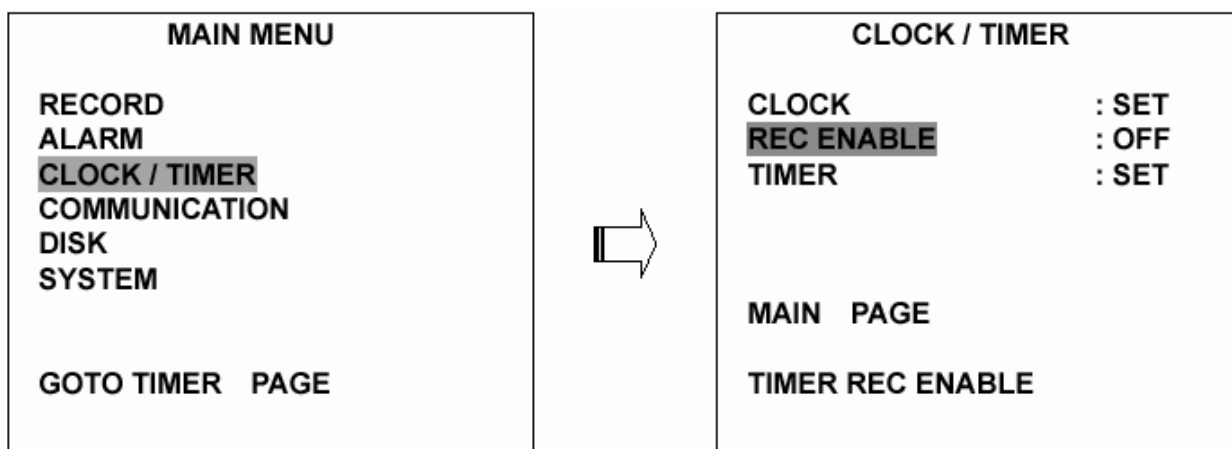 MAIN MENU
RECORD
ALARM
CLOCK / TIMER
COMMUNICATION
DISK
SYSTEM
GOTO TIMER PAGE
CLOCK / TIMER
CLOCK : SET
REC ENABLE : OFF
TIMER : SET
MAIN PAGE
TIMER REC ENABLE